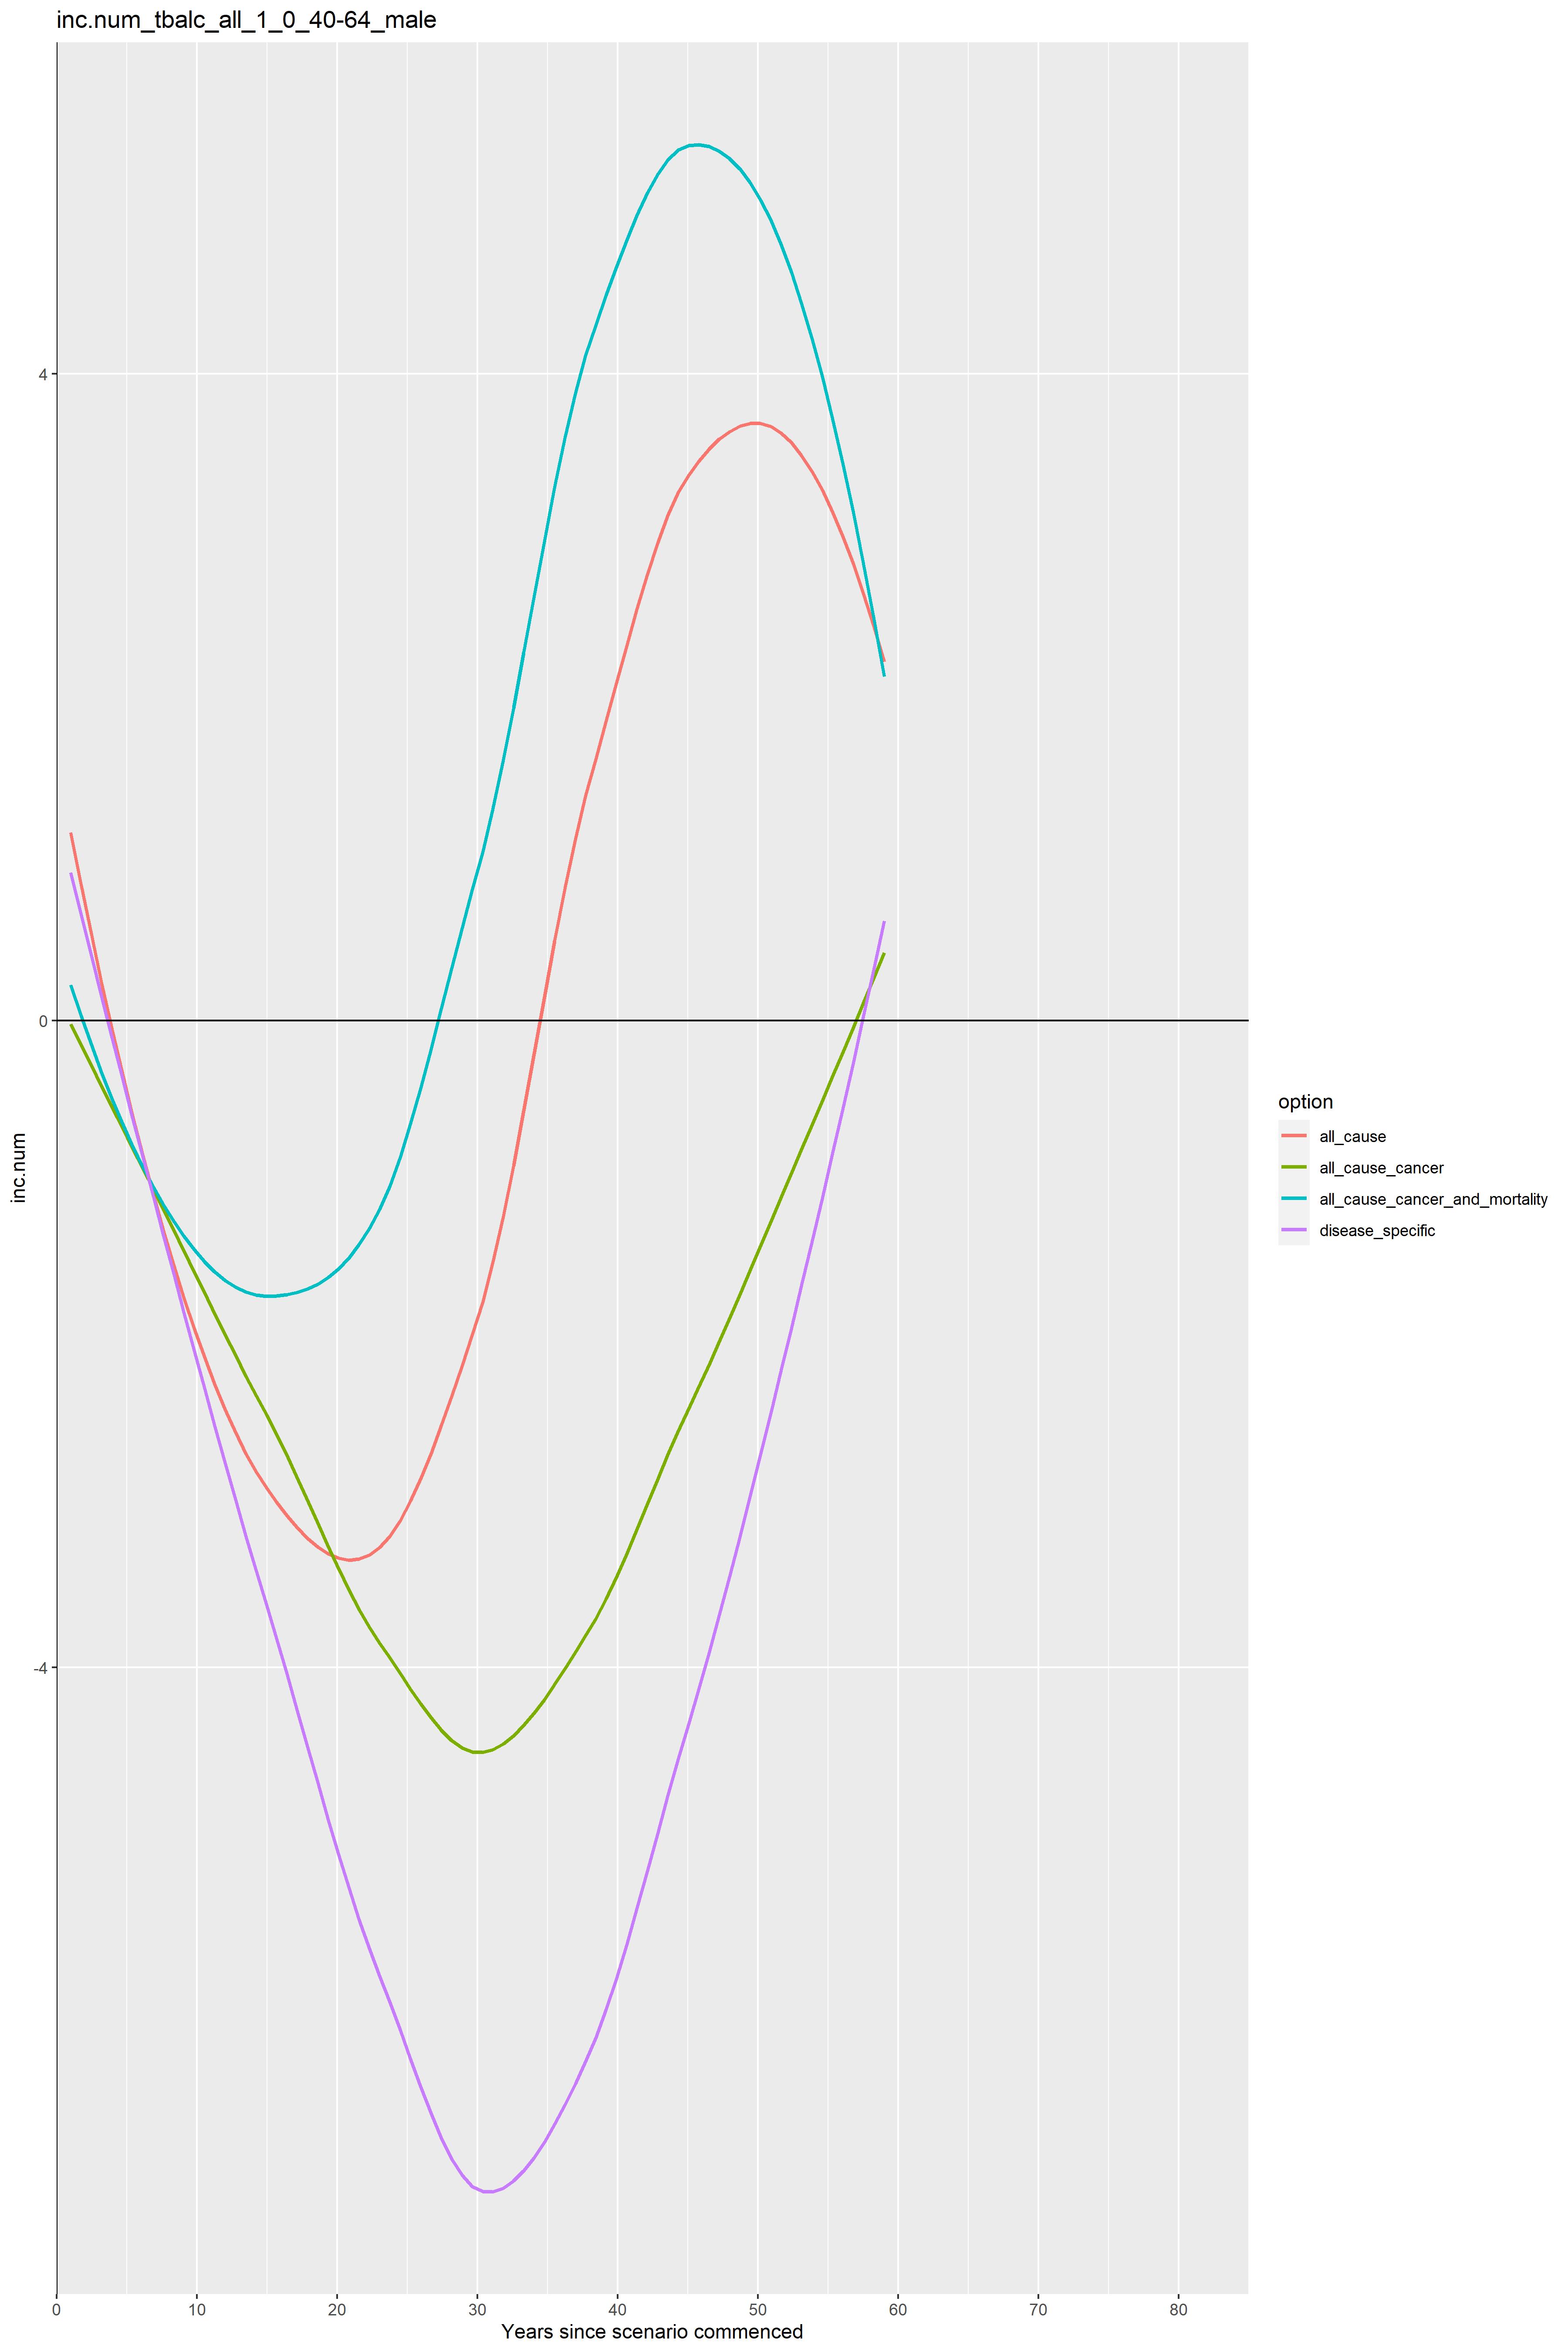 inc.num_tbalc_all_1_0_40-64_male
4
0
-4
inc.num
0 10 20 30 40 50 60 70 80
Years since scenario commenced
option
all_cause
all_cause_cancer
all_cause_cancer_and_mortality
disease_specific